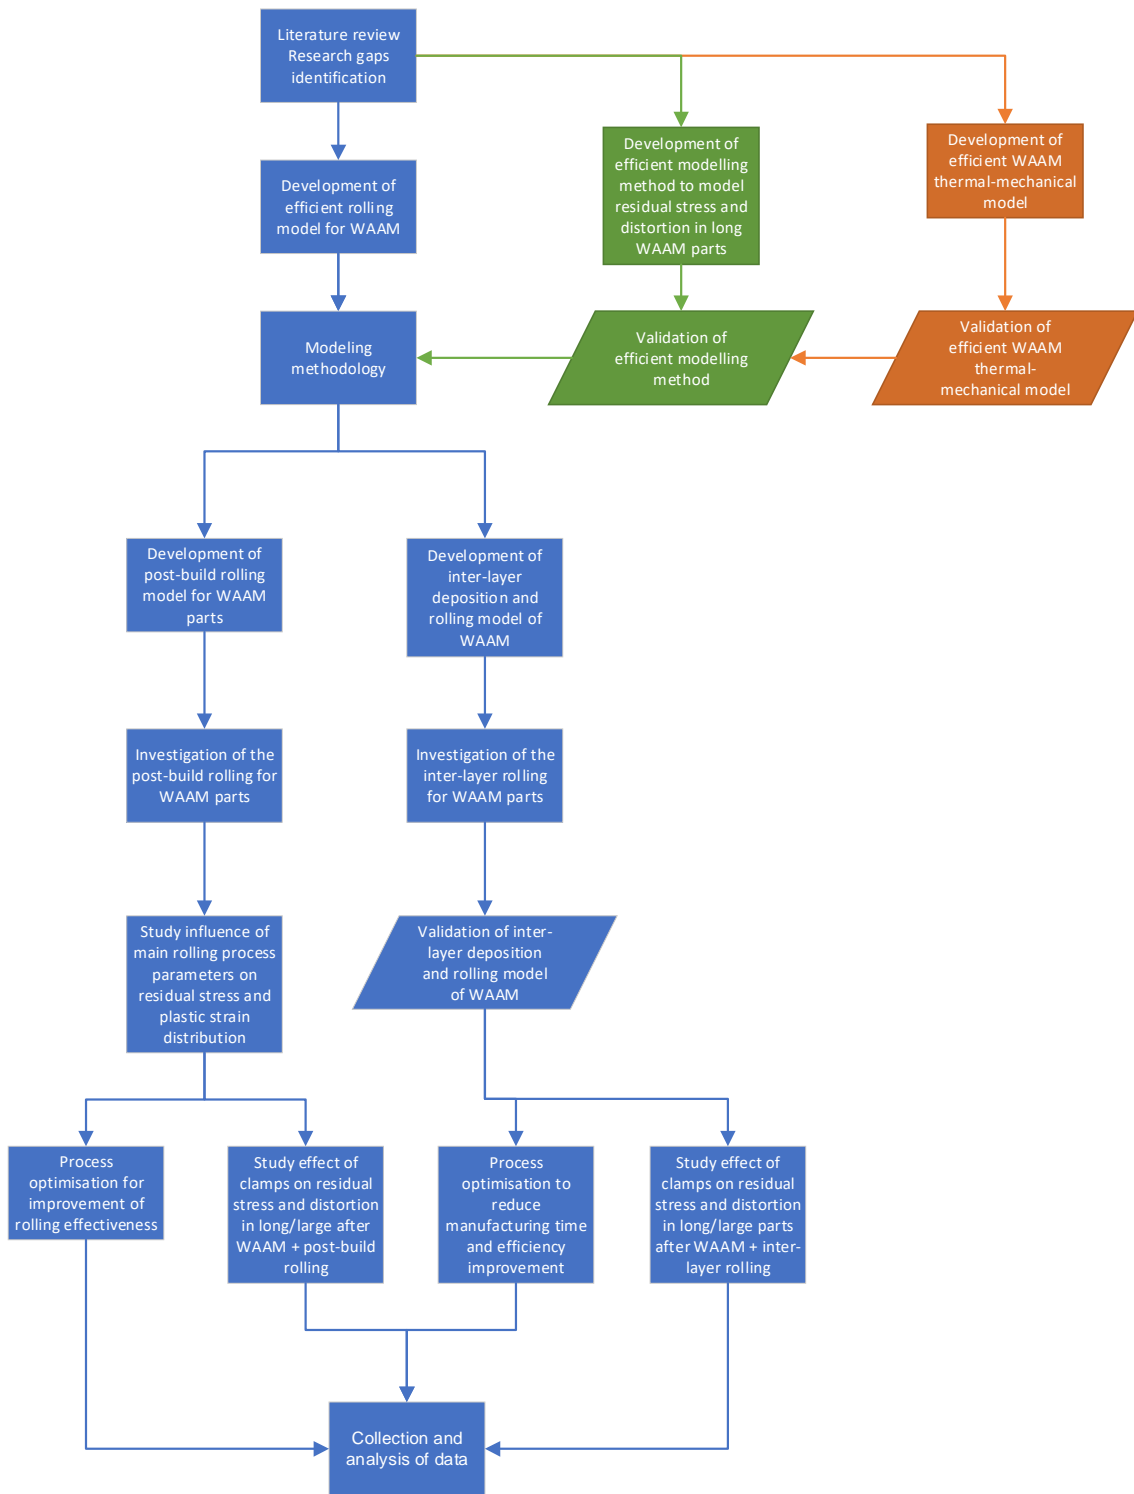 Literature review
Research gaps
identification
Development of
efficient rolling
model for WAAM
Development of
efficient modelling
method to model
residual stress and
distortion in long
WAAM parts
Development of
efficient WAAM
thermal-mechanical
model
Modeling
methodology
Validation of
efficient modelling
method
Validation of
efficient WAAM
thermal-
mechanical model
Development of
post-build rolling
model for WAAM
parts
Development of
inter-layer
deposition and
rolling model of
WAAM
Investigation of the
post-build rolling for
WAAM parts
Investigation of the
inter-layer rolling
for WAAM parts
Study influence of
main rolling process
parameters on
residual stress and
plastic strain
distribution
Validation of inter-
layer deposition
and rolling model
of WAAM
Process
optimisation for
improvement of
rolling effectiveness
Study effect of
clamps on residual
stress and distortion
in long/large after
WAAM + post-build
rolling
Process
optimisation to
reduce
manufacturing time
and efficiency
improvement
Study effect of
clamps on residual
stress and distortion
in long/large parts
after WAAM + inter-
layer rolling
Collection and
analysis of data